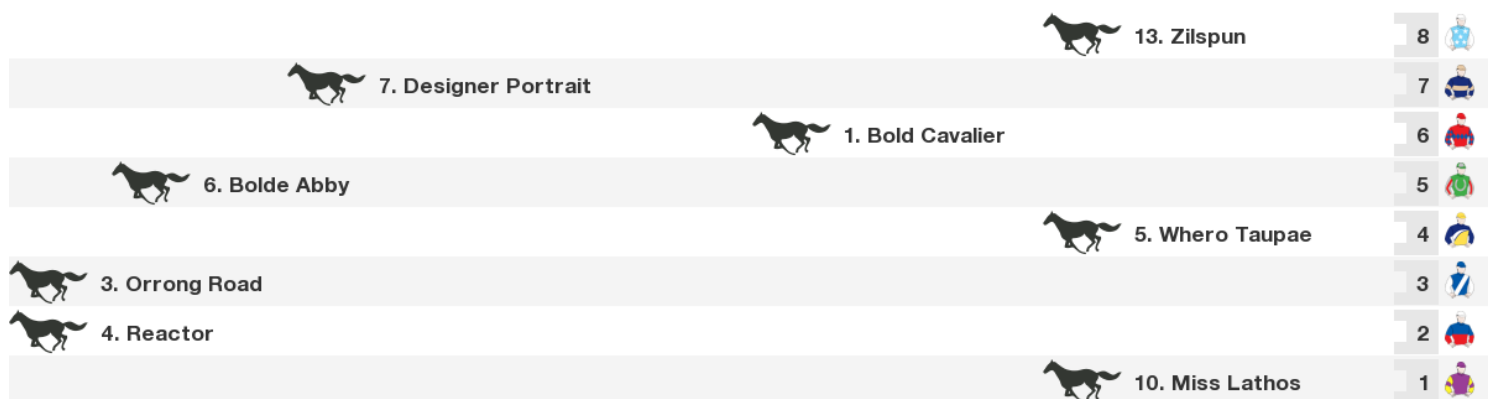 13. Zilspun 8
7. Designer Portrait 7
1. Bold Cavalier 6
6. Bolde Abby 5
5. Whero Taupae 4
3. Orrong Road 3
4. Reactor 2
10. Miss Lathos 1